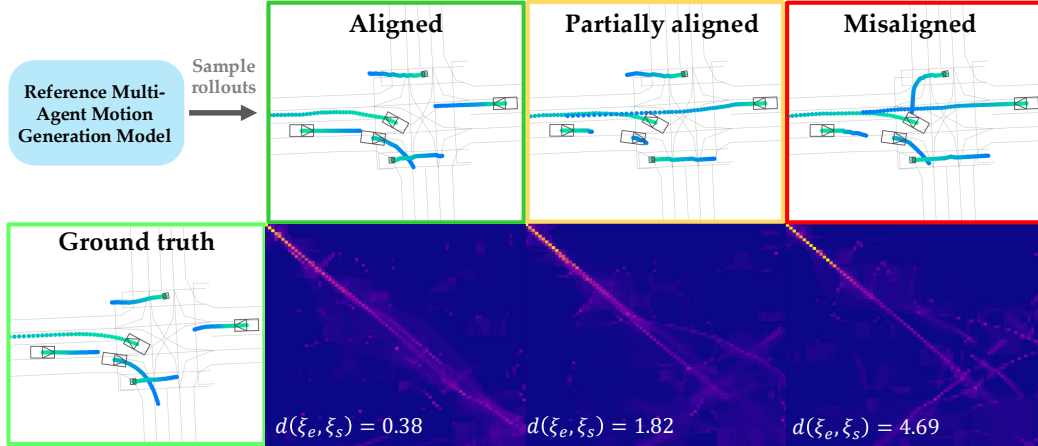 Aligned
Partially aligned
Misaligned
Reference Multi-
Agent Motion
Generation Model
Sample
rollouts
Ground truth
𝑑(𝜉𝑒, 𝜉𝑠) = 0.38
𝑑(𝜉𝑒, 𝜉𝑠) = 1.82
𝑑(𝜉𝑒, 𝜉𝑠) = 4.69